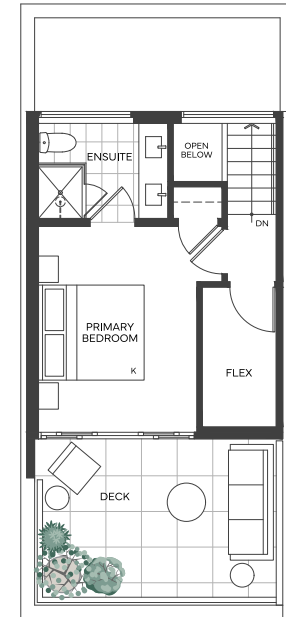 ENSUITE
OPEN
BELOW
DN
PRIMARY
BEDROOM
K
FLEX
DECK